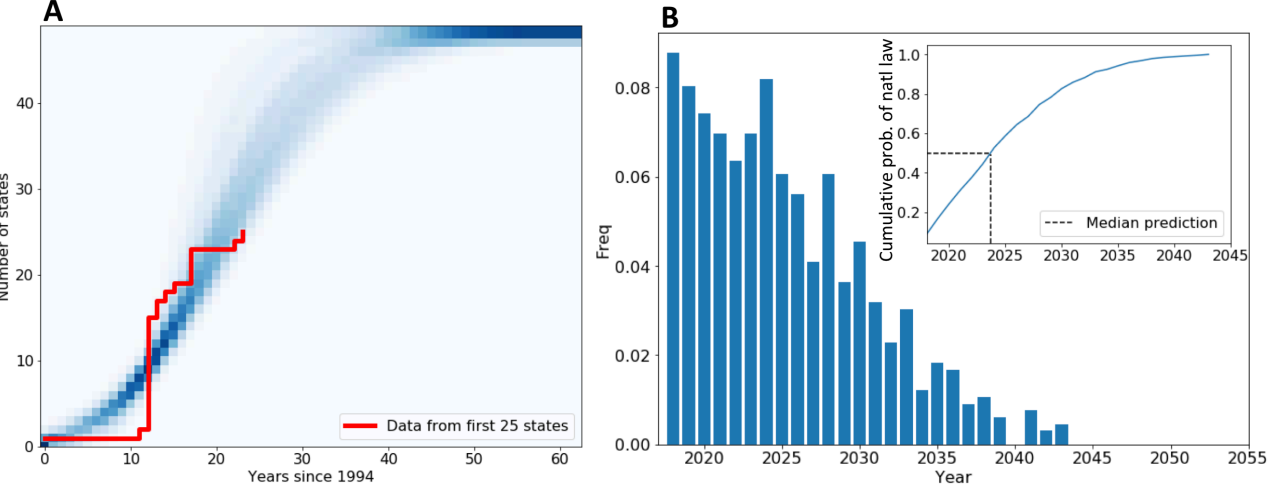 A
Number of states
40
30
20
10
0
0 10 20 30 40 50 60
Years since 1994
Data from first 25 states
B
Freq
0.08
0.06
0.04
0.02
0.00
2020 2025 2030 2035 2040 2045 2050 2055
Year
Cumulative prob. of natl law
1.0
0.8
0.6
0.4
0.2
2020 2025 2030 2035 2040 2045
Median prediction